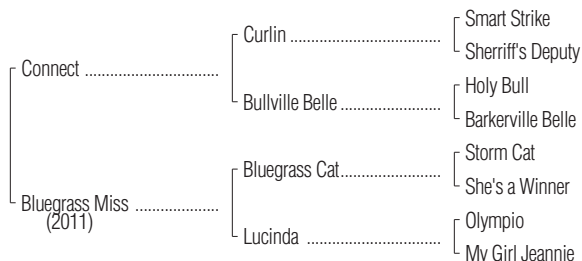 Smart Strike
Curlin ........................................
Sherriff's Deputy
Connect ....................................
Holy Bull
Bullville Belle ...........................
Barkerville Belle
Storm Cat
Bluegrass Cat...........................
She's a Winner
Bluegrass Miss ......................
(2011)
Olympio
Lucinda ....................................
My Girl Jeannie